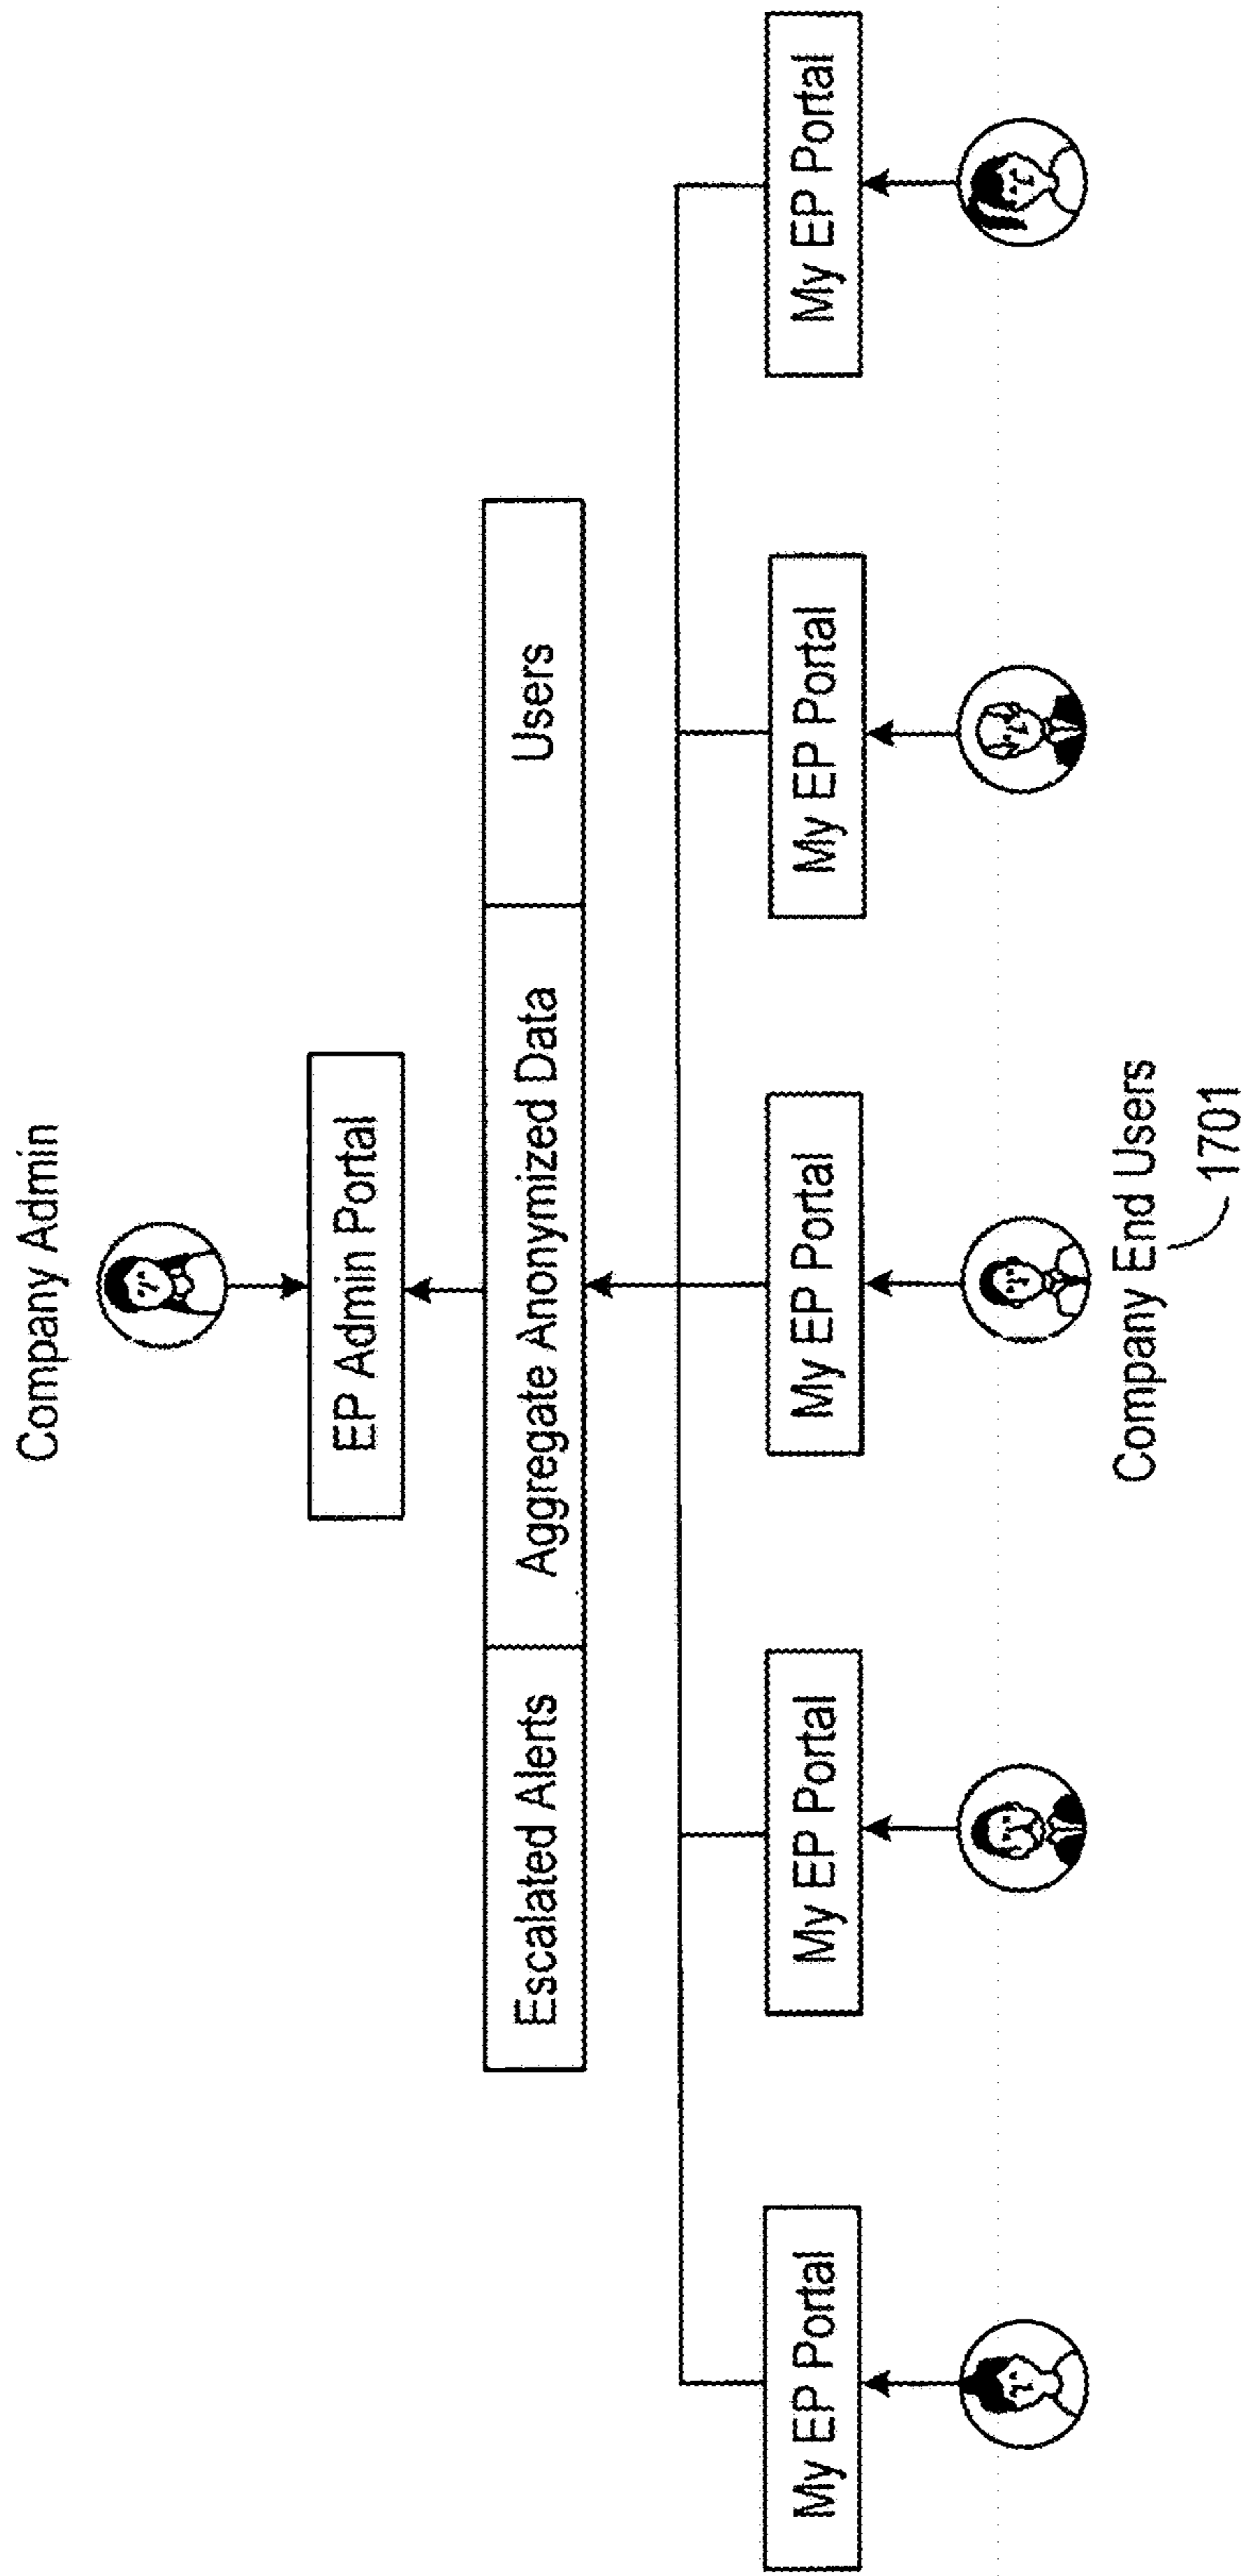 Company Admin
EP Admin Portal
Escalated Alerts
Aggregate Anonymized Data
Users
My EP Portal
My EP Portal
My EP Portal
My EP Portal
My EP Portal
Company End Users
1701